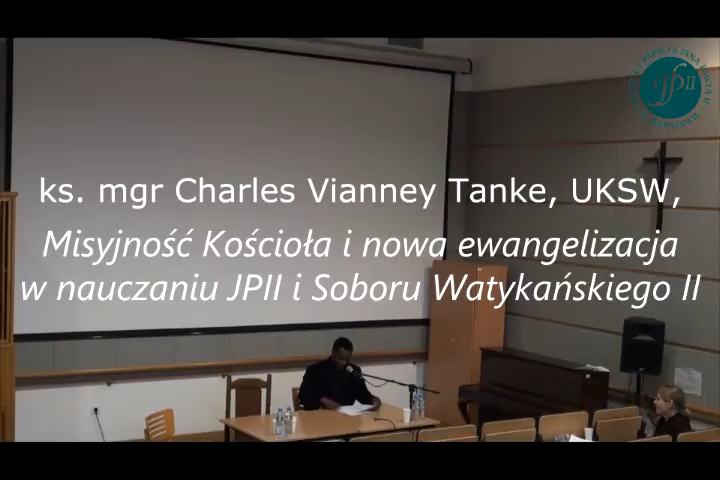 ks. mgr Charles Vianney Tanke, UKSW,
Misyjność Kościoła i nowa ewangelizacja
w nauczaniu JPII i Soboru Watykańskiego II